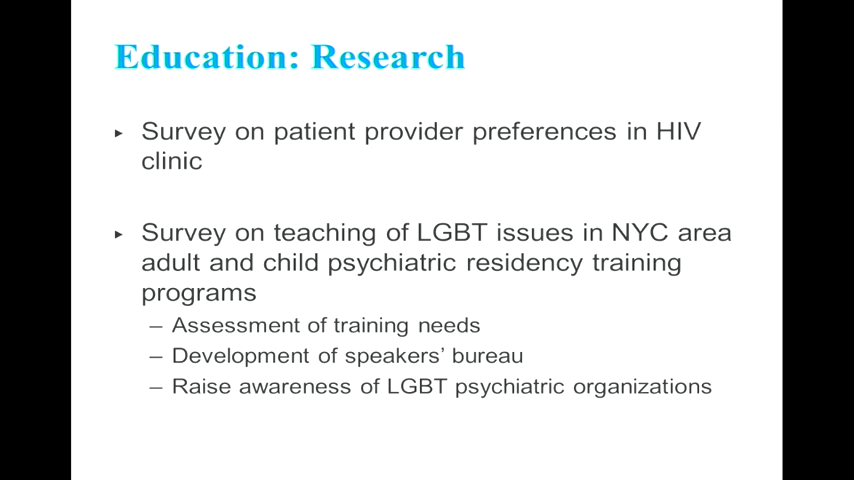 Education: Research
▸ Survey on patient provider preferences in HIV
clinic
▸ Survey on teaching of LGBT issues in NYC area
adult and child psychiatric residency training
programs
– Assessment of training needs
– Development of speakers’ bureau
– Raise awareness of LGBT psychiatric organizations